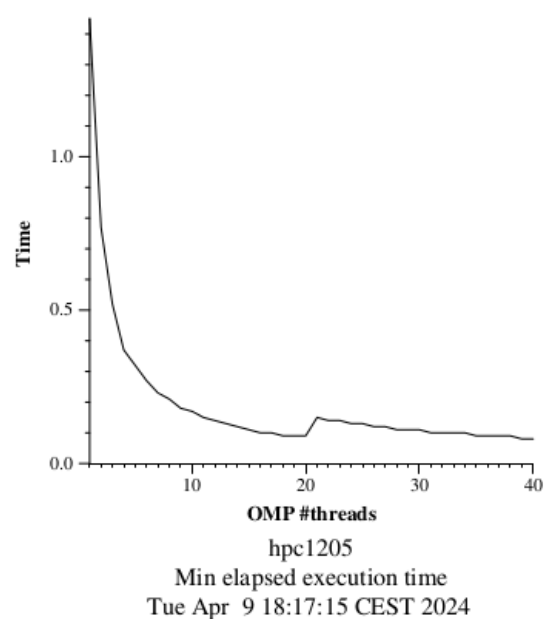 1.0
Time
0.5
0.0
10 20 30 40
OMP #threads
hpc1205
Min elapsed execution time
Tue Apr  9 18:17:15 CEST 2024